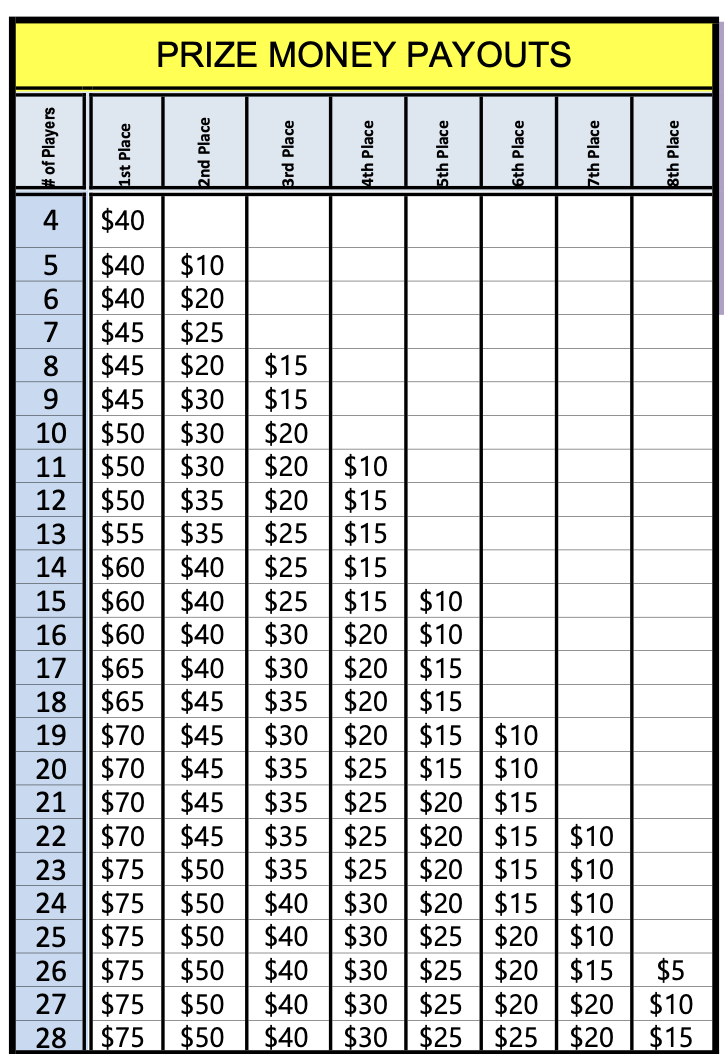 PRIZE MONEY PAYOUTS
# of Players 1st Place 2nd Place 3rd Place 4th Place 5th Place 6th Place 7th Place 8th Place
4 $40
5 $40 $10
6 $40 $20
7 $45 $25
8 $45 $20 $15
9 $45 $30 $15
10 $50 $30 $20
11 $50 $30 $20 $10
12 $50 $35 $20 $15
13 $55 $35 $25 $15
14 $60 $40 $25 $15
15 $60 $40 $25 $15 $10
16 $60 $40 $30 $20 $10
17 $65 $40 $30 $20 $15
18 $65 $45 $35 $20 $15
19 $70 $45 $30 $20 $15 $10
20 $70 $45 $35 $25 $15 $10
21 $70 $45 $35 $25 $20 $15
22 $70 $45 $35 $25 $20 $15 $10
23 $75 $50 $35 $25 $20 $15 $10
24 $75 $50 $40 $30 $20 $15 $10
25 $75 $50 $40 $30 $25 $20 $10
26 $75 $50 $40 $30 $25 $20 $15 $5
27 $75 $50 $40 $30 $25 $20 $20 $10
28 $75 $50 $40 $30 $25 $25 $20 $15